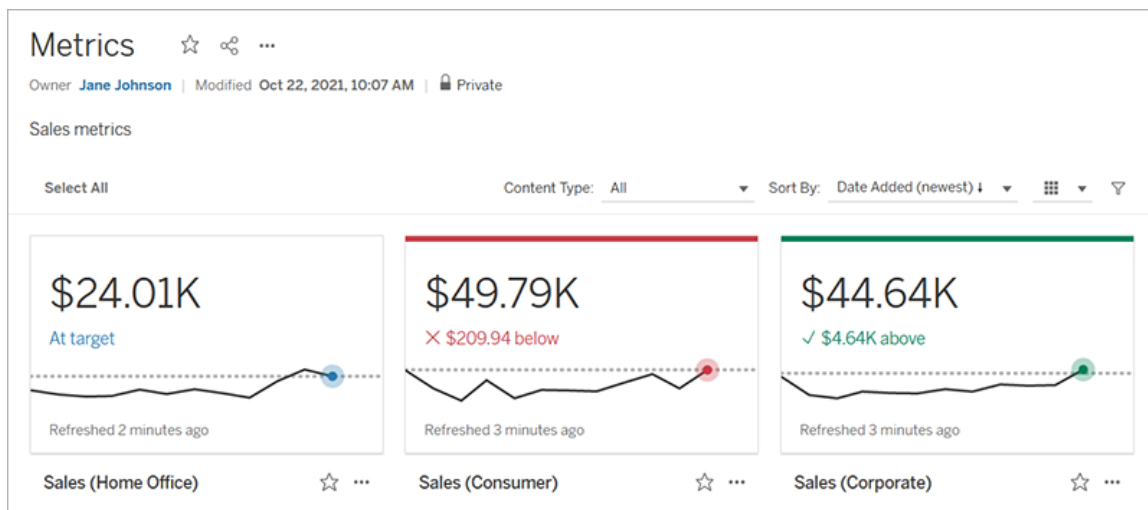 Metrics
Owner Jane Johnson | Modified Oct 22, 2021, 10:07 AM | Private
Sales metrics
Select All Content Type: All Sort By: Date Added (newest) ↓
$24.01K $49.79K $44.64K
At target × $209.94 below ✓ $4.64K above
Refreshed 2 minutes ago Refreshed 3 minutes ago Refreshed 3 minutes ago
Sales (Home Office) Sales (Consumer) Sales (Corporate)